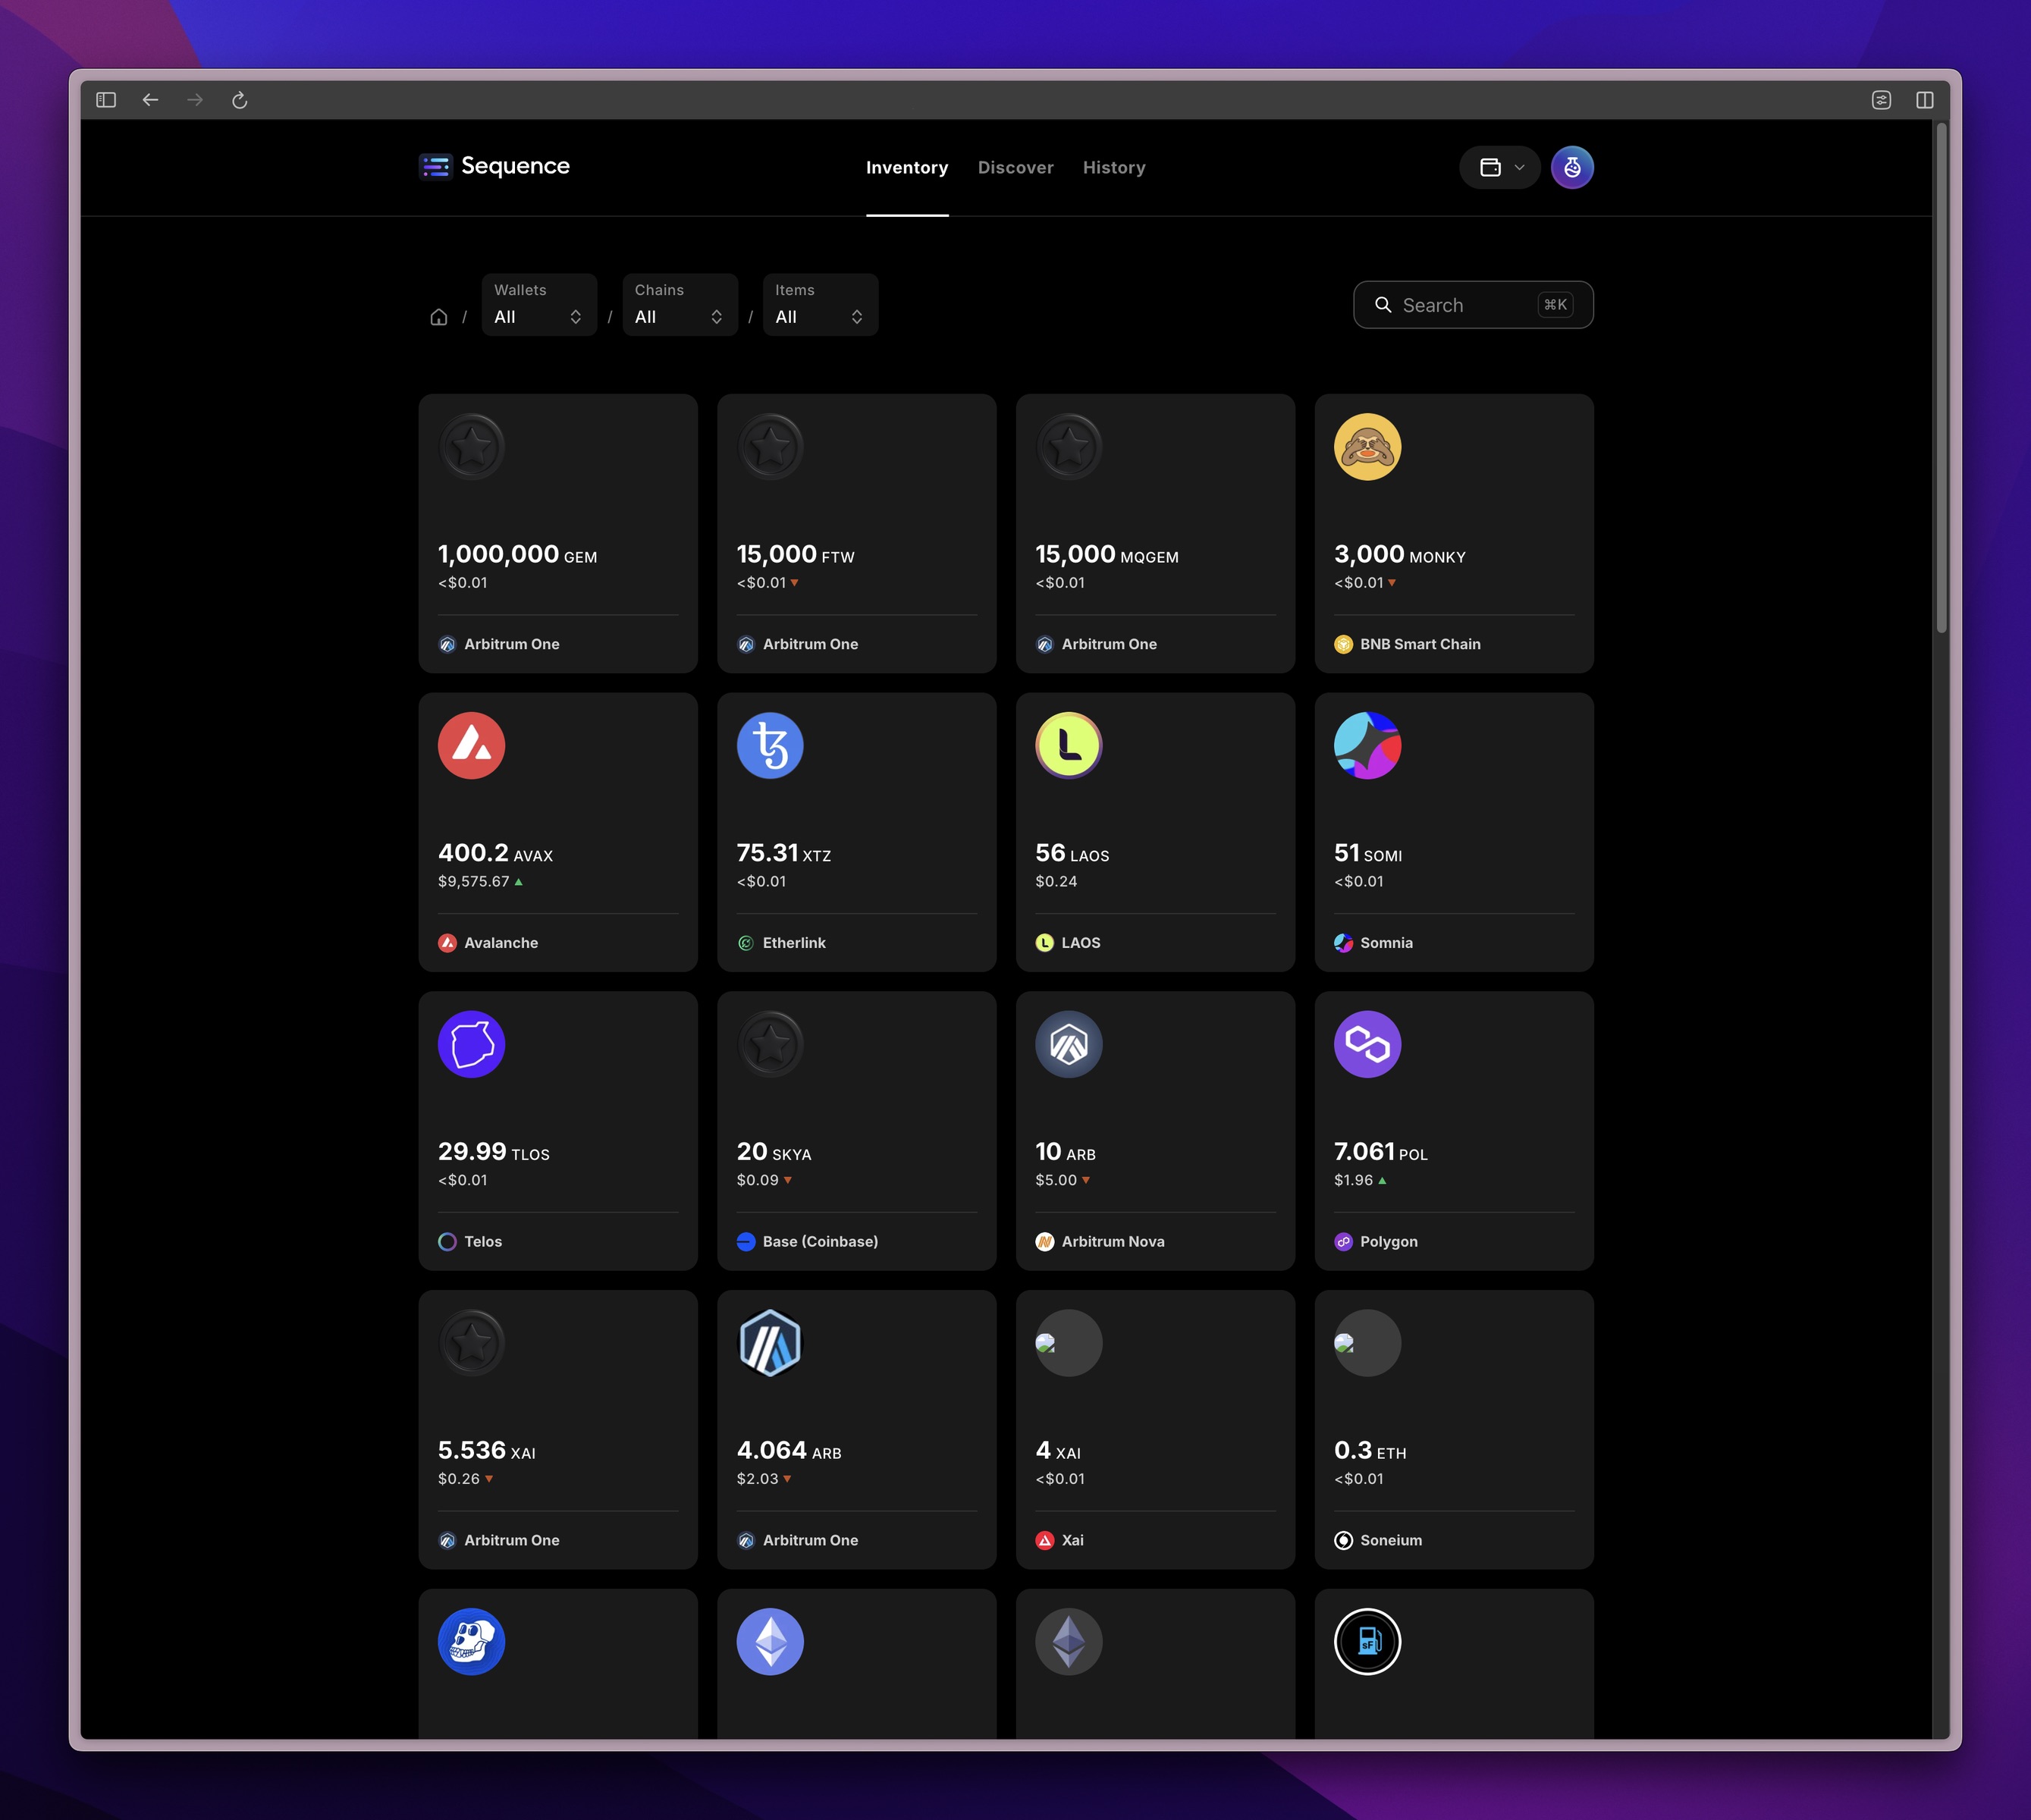 Sequence
Inventory Discover History
Wallets
All
/
Chains
All
/
Items
All
/
Search ⌘K
1,000,000 GEM
<$0.01
Arbitrum One
15,000 FTW
<$0.01
Arbitrum One
15,000 MQGEM
<$0.01
Arbitrum One
3,000 MONKY
<$0.01
BNB Smart Chain
400.2 AVAX
$9,575.67
Avalanche
75.31 XTZ
<$0.01
Etherlink
L
56 LAOS
$0.24
LAOS
51 SOMI
<$0.01
Somnia
29.99 TLOS
<$0.01
Telos
20 SKYA
$0.09
Base (Coinbase)
10 ARB
$5.00
Arbitrum Nova
7.061 POL
$1.96
Polygon
5.536 XAI
$0.26
Arbitrum One
4.064 ARB
$2.03
Arbitrum One
4 XAI
<$0.01
Xai
0.3 ETH
<$0.01
Soneium
sF